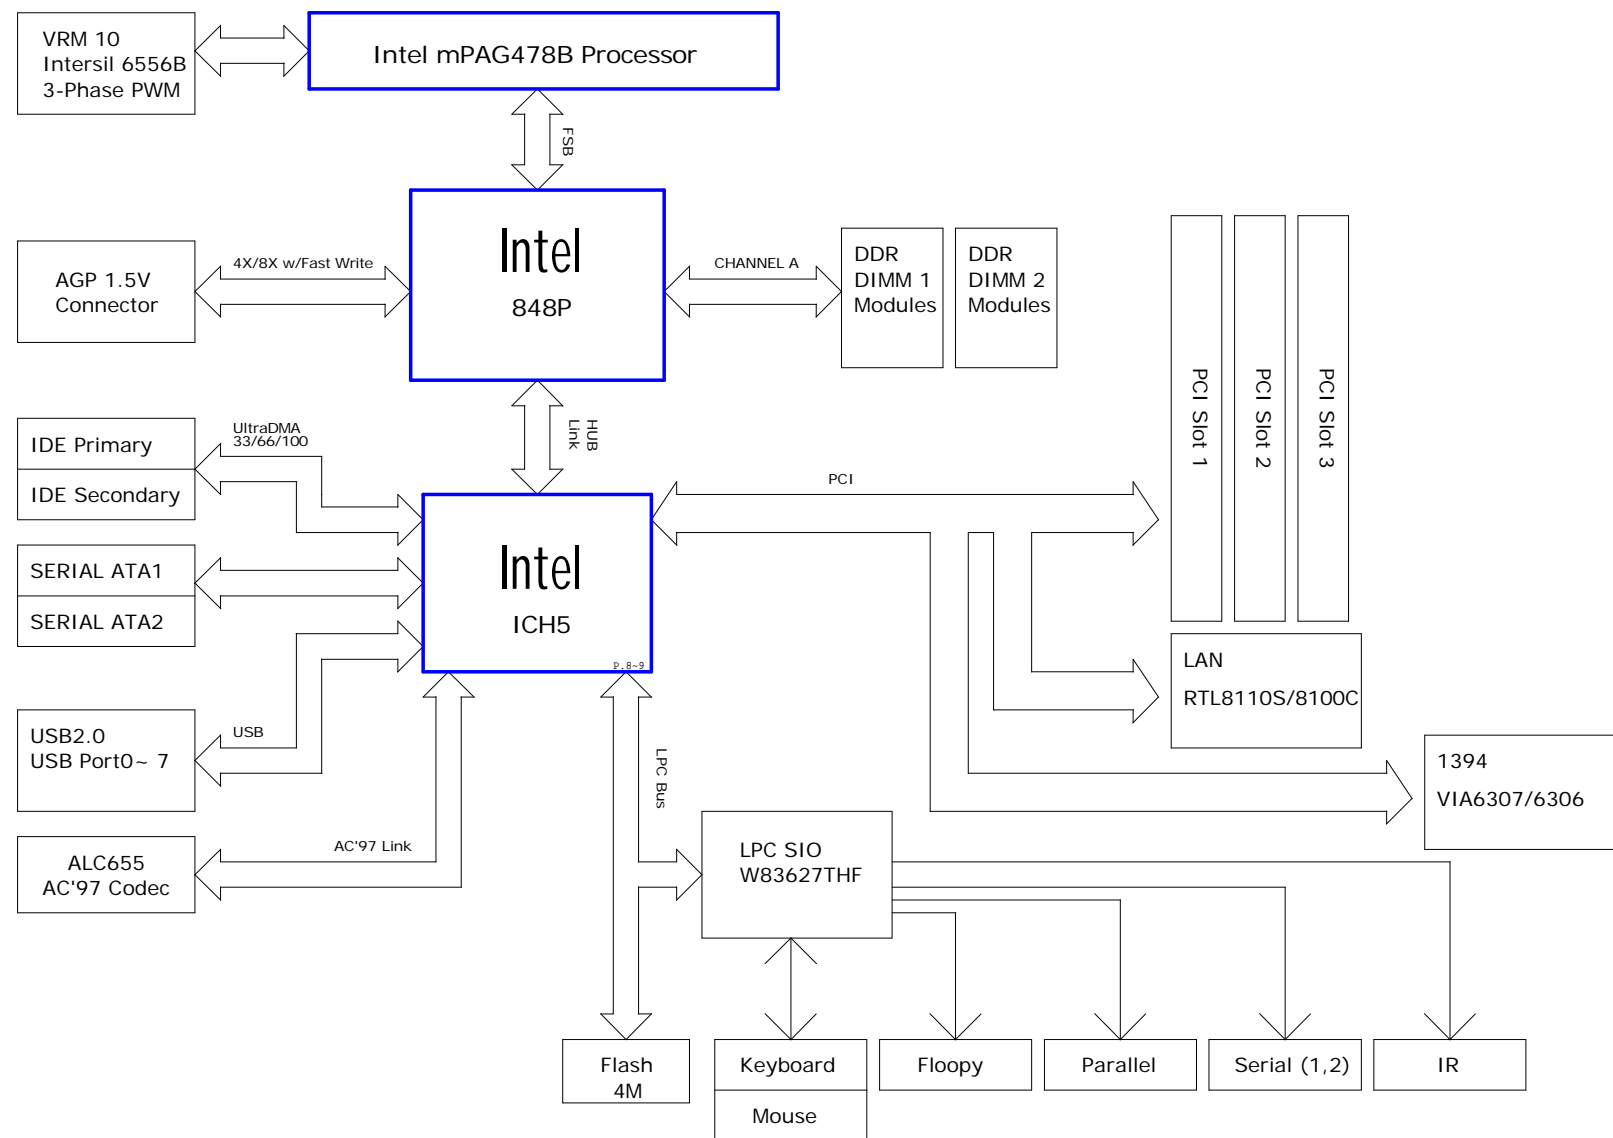 VRM 10
Intersil 6556B
3-Phase PWM
Intel mPAG478B Processor
FSB
Intel
848P
AGP 1.5V
Connector
4X/8X w/Fast Write
CHANNEL A
DDR
DIMM 1
Modules
DDR
DIMM 2
Modules
PCI Slot 1
PCI Slot 2
PCI Slot 3
HUB
Link
UltraDMA
33/66/100
IDE Primary
IDE Secondary
PCI
Intel
ICH5
P.8~9
SERIAL ATA1
SERIAL ATA2
LAN
RTL8110S/8100C
USB2.0
USB Port0~ 7
USB
LPC Bus
1394
VIA6307/6306
ALC655
AC'97 Codec
AC'97 Link
LPC SIO
W83627THF
Flash
4M
Keyboard
Mouse
Floopy
Parallel
Serial (1,2)
IR